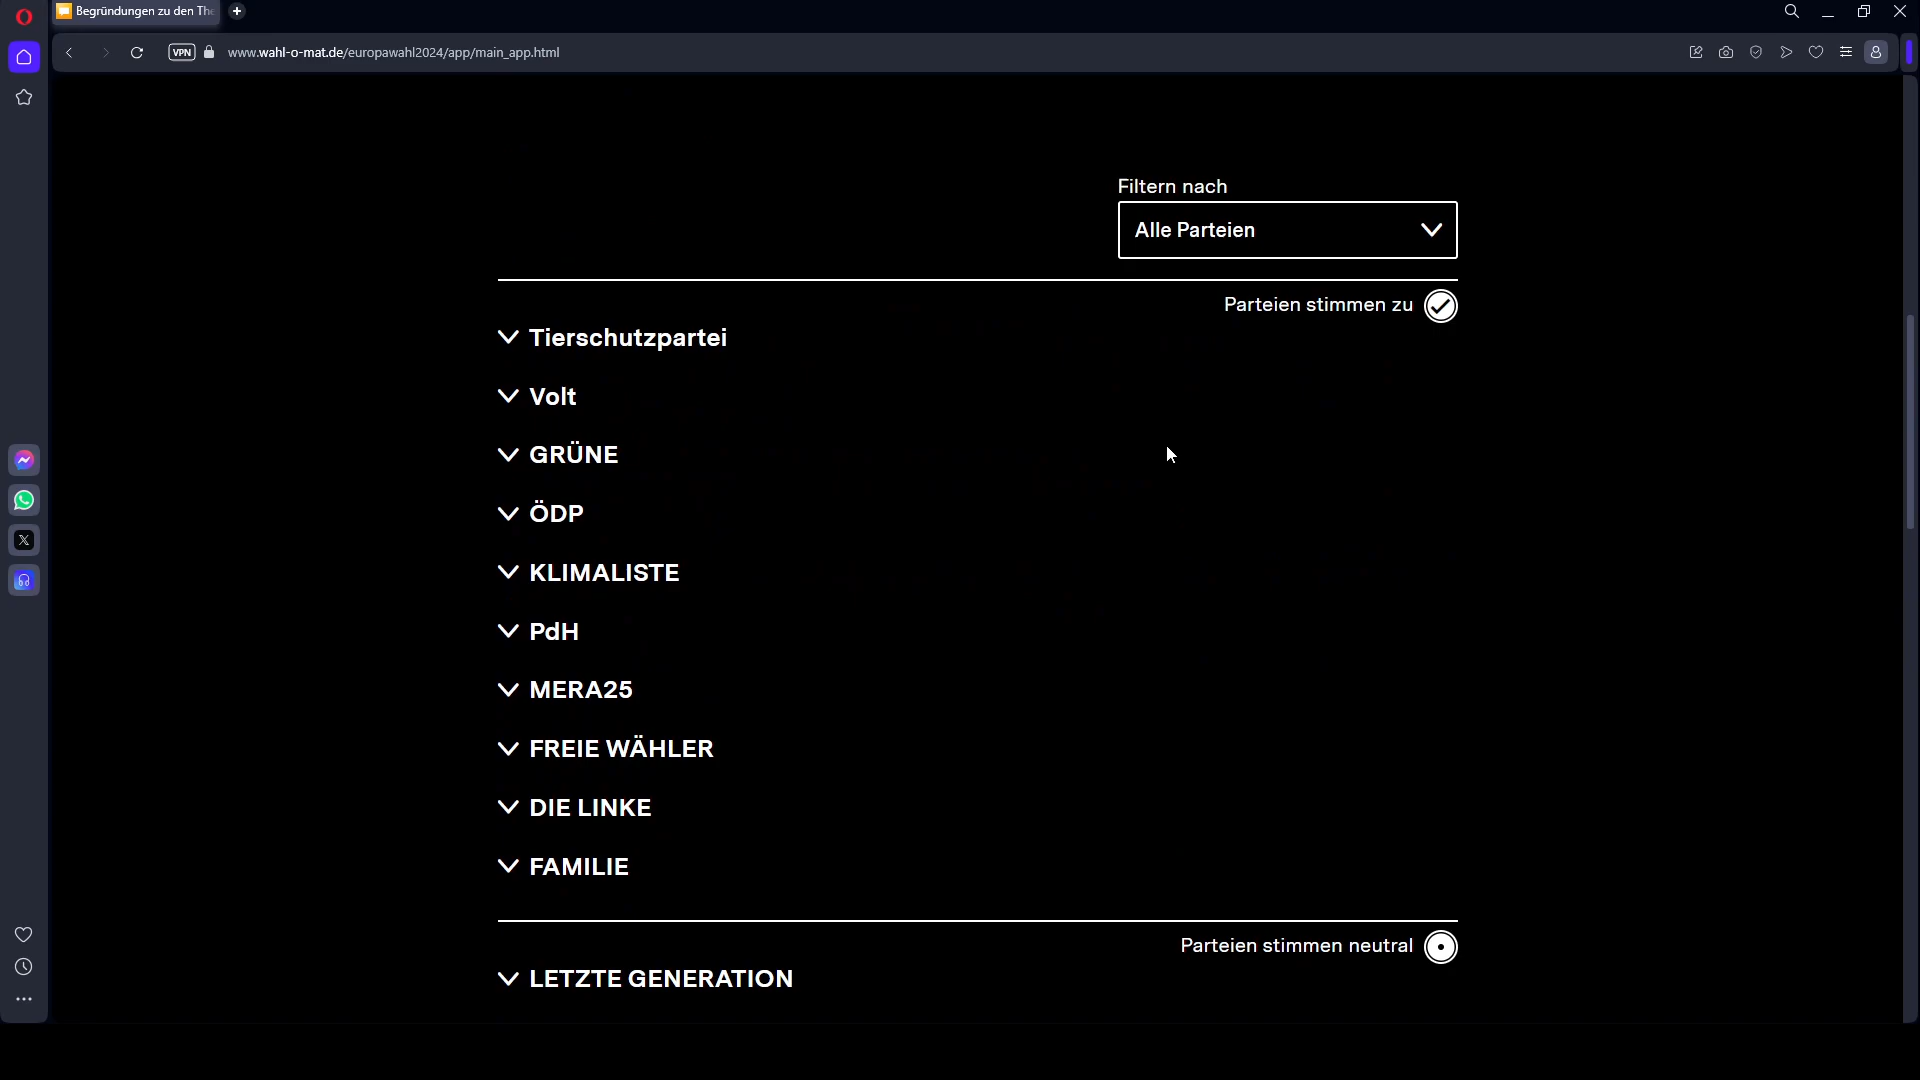 Begründungen zu den Th
VPN
www.wahl-o-mat.de/europawahl2024/app/main_app.html
Filtern nach
Alle Parteien
Parteien stimmen zu
Tierschutzpartei
Volt
GRÜNE
ÖDP
KLIMALISTE
PdH
MERA25
FREIE WÄHLER
DIE LINKE
FAMILIE
Parteien stimmen neutral
LETZTE GENERATION